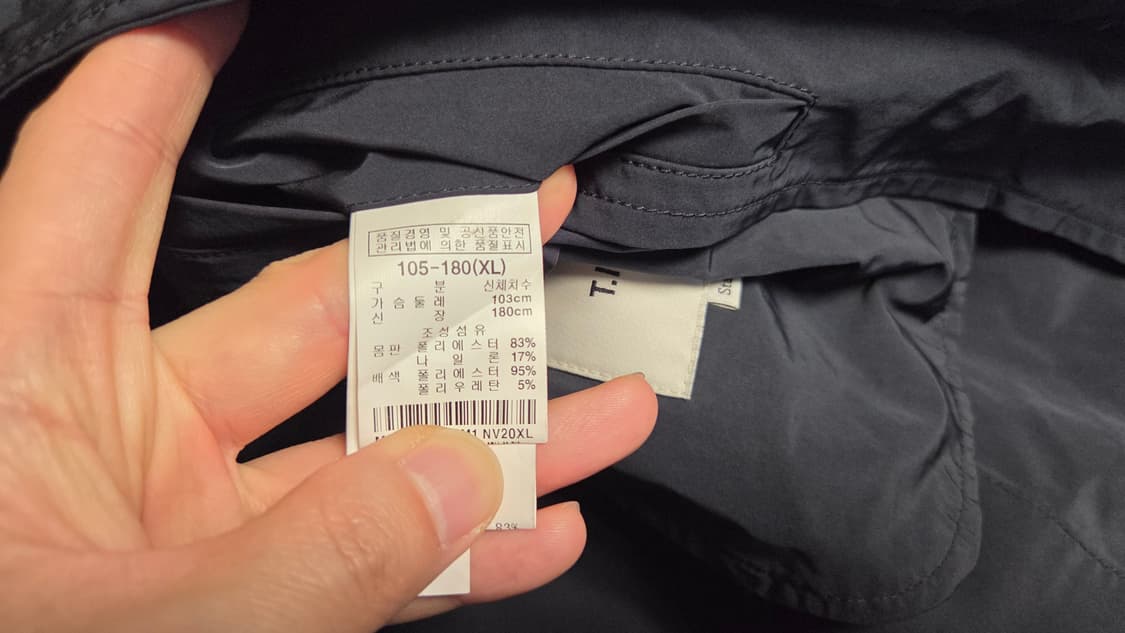 품질경영 및 공산품안전
관리법에 의한 품질표시
105-180(XL)
구 분 신체치수
가 슴 둘 레 103cm
신 장 180cm
조성섬유
몸판 폴리에스터 83%
나 일 론 17%
배색 폴리에스터 95%
폴리우레탄 5%
NV20XL
83%
T.I
St